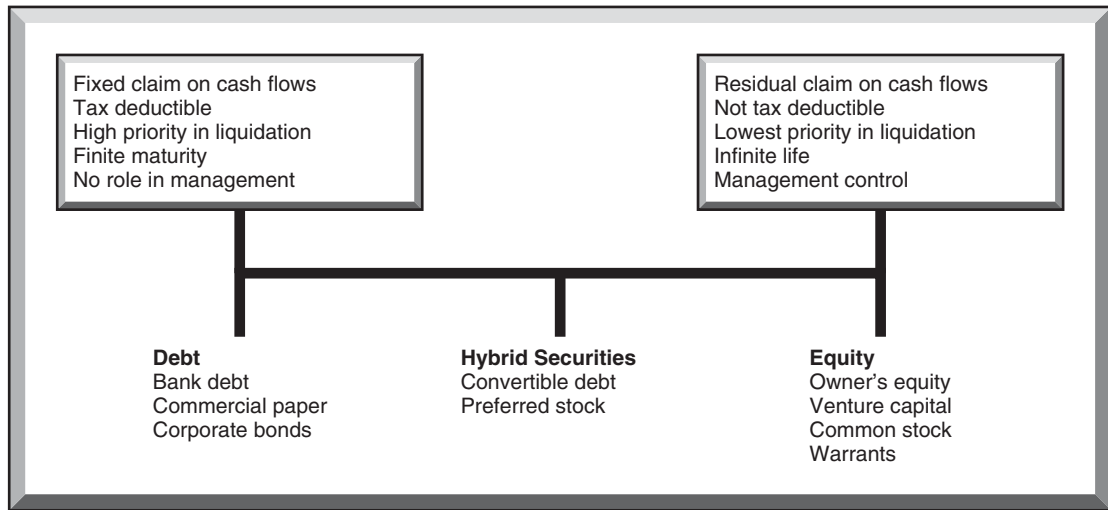 Fixed claim on cash flows
Tax deductible
High priority in liquidation
Finite maturity
No role in management
Residual claim on cash flows
Not tax deductible
Lowest priority in liquidation
Infinite life
Management control
Debt
Bank debt
Commercial paper
Corporate bonds
Hybrid Securities
Convertible debt
Preferred stock
Equity
Owner's equity
Venture capital
Common stock
Warrants